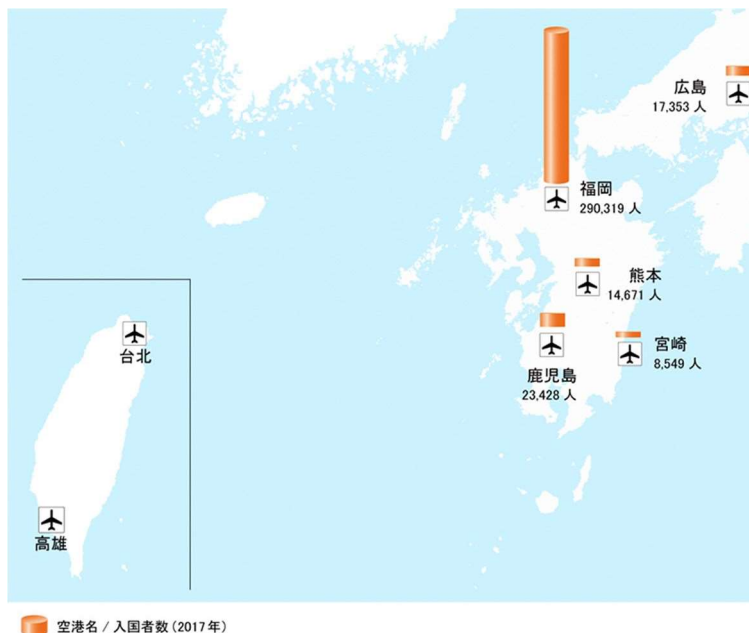 広島
17,353 人
福岡
290,319 人
熊本
14,671 人
宮崎
8,549 人
鹿児島
23,428 人
台北
高雄
空港名 / 入国者数 (2017年)